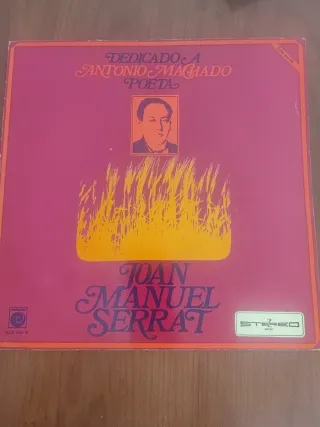 DEDICADO A
ANTONIO MACHADO
POETA
JOAN
MANUEL
SERRAT
STEREO